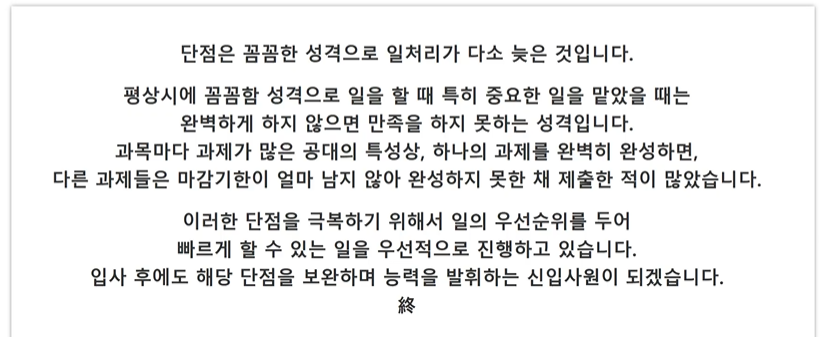 단점은 꼼꼼한 성격으로 일처리가 다소 늦은 것입니다.
평상시에 꼼꼼함 성격으로 일을 할 때 특히 중요한 일을 맡았을 때는
완벽하게 하지 않으면 만족을 하지 못하는 성격입니다.
과목마다 과제가 많은 공대의 특성상, 하나의 과제를 완벽히 완성하면,
다른 과제들은 마감기한이 얼마 남지 않아 완성하지 못한 채 제출한 적이 많았습니다.
이러한 단점을 극복하기 위해서 일의 우선순위를 두어
빠르게 할 수 있는 일을 우선적으로 진행하고 있습니다.
입사 후에도 해당 단점을 보완하며 능력을 발휘하는 신입사원이 되겠습니다.
終